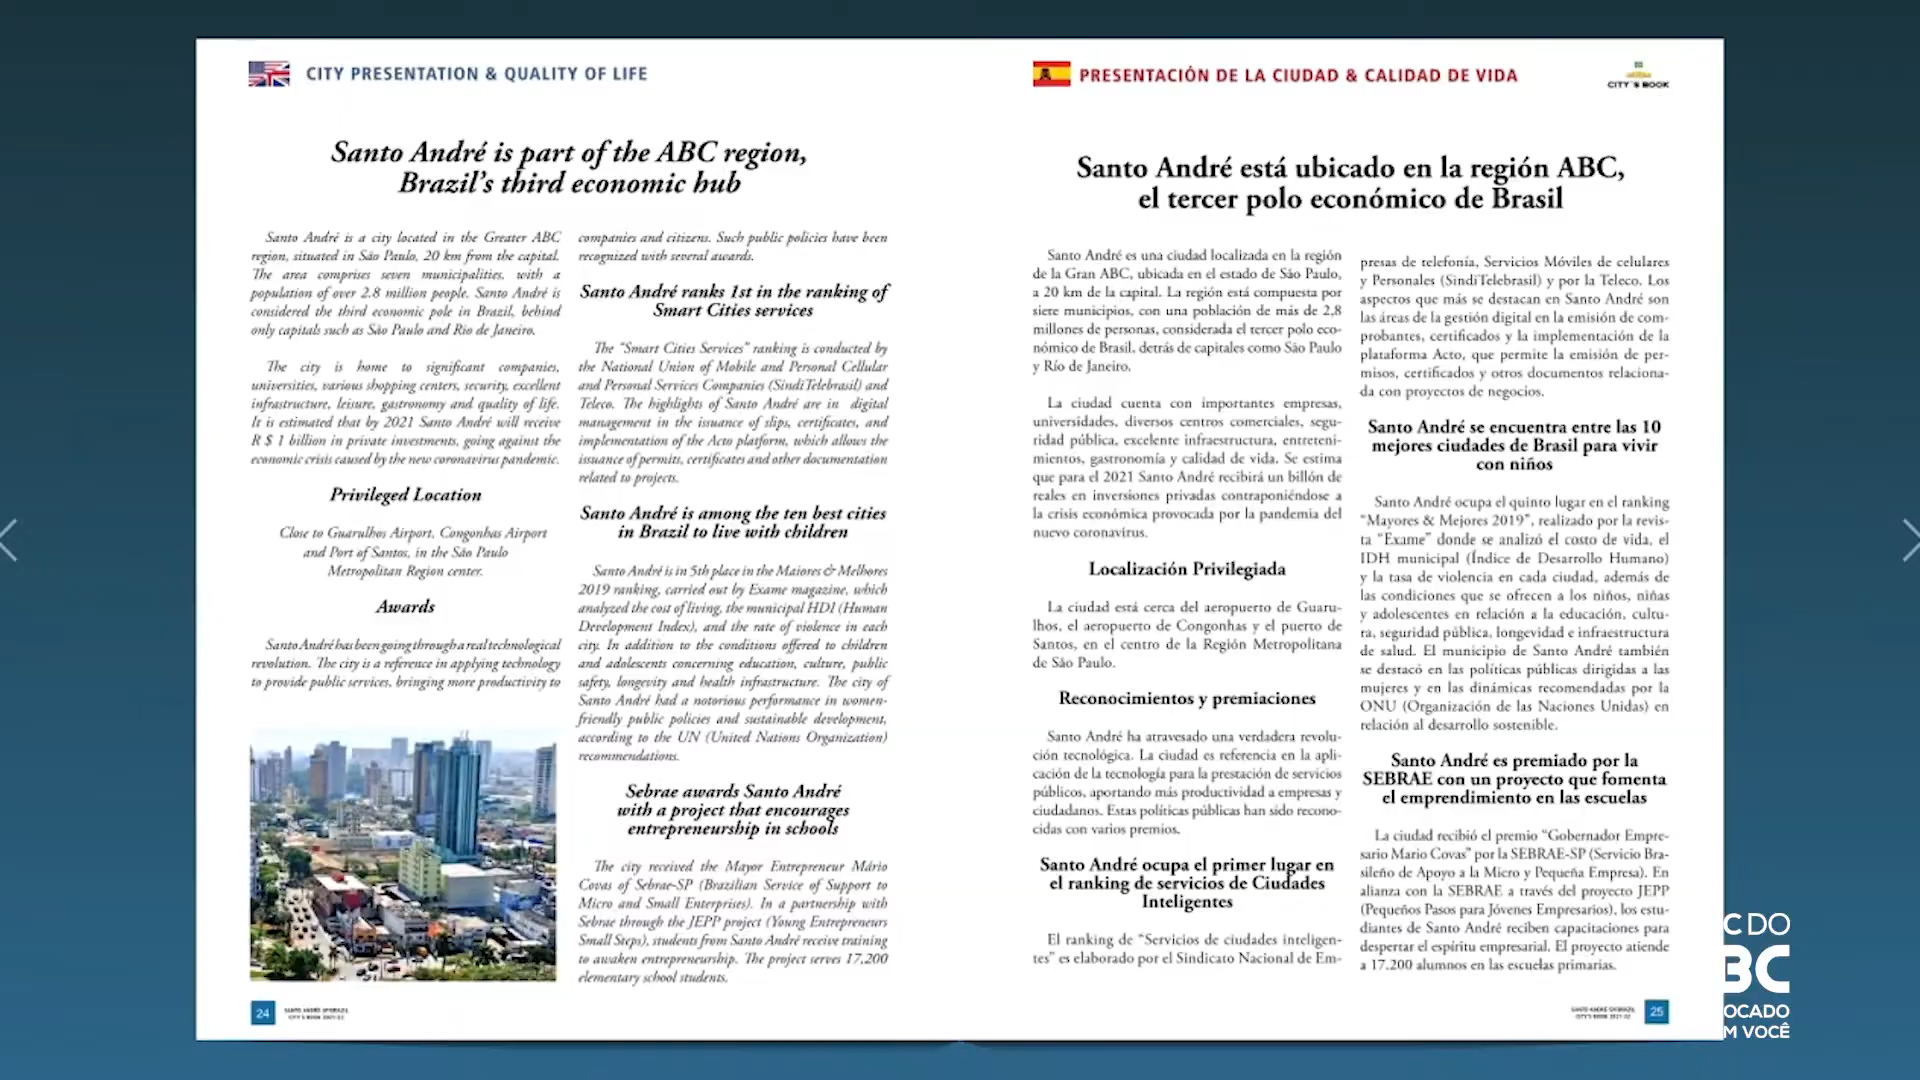 CITY PRESENTATION & QUALITY OF LIFE
Santo André is part of the ABC region,
Brazil's third economic hub
Santo André is a city located in the Greater ABC
region, situated in São Paulo, 20 km from the capital.
The area comprises seven municipalities, with a
population of over 2.8 million people. Santo André is
considered the third economic pole in Brazil, behind
only capitals such as São Paulo and Rio de Janeiro.
The city is home to significant companies,
universities, various shopping centers, security, excellent
infrastructure, leisure, gastronomy and quality of life.
It is estimated that by 2021 Santo André will receive
R $ 1 billion in private investments, going against the
economic crisis caused by the new coronavirus pandemic.
Privileged Location
Close to Guarulhos Airport, Congonhas Airport
and Port of Santos, in the São Paulo
Metropolitan Region center.
Awards
Santo André has been going through a real technological
revolution. The city is a reference in applying technology
to provide public services, bringing more productivity to
companies and citizens. Such public policies have been
recognized with several awards.
Santo André ranks 1st in the ranking of
Smart Cities services
The "Smart Cities Services" ranking is conducted by
the National Union of Mobile and Personal Cellular
and Personal Services Companies (SindiTelebrasil) and
Teleco. The highlights of Santo André are in digital
management in the issuance of slips, certificates, and
implementation of the Acto platform, which allows the
issuance of permits, certificates and other documentation
related to projects.
Santo André is among the ten best cities
in Brazil to live with children
Santo André is in 5th place in the Maiores & Melhores
2019 ranking, carried out by Exame magazine, which
analyzed the cost of living, the municipal HDI (Human
Development Index), and the rate of violence in each
city. In addition to the conditions offered to children
and adolescents concerning education, culture, public
safety, longevity and health infrastructure. The city of
Santo André had a notorious performance in women-
friendly public policies and sustainable development,
according to the UN (United Nations Organization)
recommendations.
Sebrae awards Santo André
with a project that encourages
entrepreneurship in schools
The city received the Mayor Entrepreneur Mário
Covas of Sebrae-SP (Brazilian Service of Support to
Micro and Small Enterprises). In a partnership with
Sebrae through the JEPP project (Young Entrepreneurs
Small Steps), students from Santo André receive training
to awaken entrepreneurship. The project serves 17,200
elementary school students.
24
SANTO ANDRÉ SP/BRAZIL
CITY'S BOOK 2021-22
PRESENTACIÓN DE LA CIUDAD & CALIDAD DE VIDA
CITY'S BOOK
Santo André está ubicado en la región ABC,
el tercer polo económico de Brasil
Santo André es una ciudad localizada en la región
de la Gran ABC, ubicada en el estado de São Paulo,
a 20 km de la capital. La región está compuesta por
siete municipios, con una población de más de 2,8
millones de personas, considerada el tercer polo eco-
nómico de Brasil, detrás de capitales como São Paulo
y Río de Janeiro.
La ciudad cuenta con importantes empresas,
universidades, diversos centros comerciales, segu-
ridad pública, excelente infraestructura, entreteni-
mientos, gastronomía y calidad de vida. Se estima
que para el 2021 Santo André recibirá un billón de
reales en inversiones privadas contraponiéndose a
la crisis económica provocada por la pandemia del
nuevo coronavirus.
Localización Privilegiada
La ciudad está cerca del aeropuerto de Guaru-
lhos, el aeropuerto de Congonhas y el puerto de
Santos, en el centro de la Región Metropolitana
de São Paulo.
Reconocimientos y premiaciones
Santo André ha atravesado una verdadera revolu-
ción tecnológica. La ciudad es referencia en la apli-
cación de la tecnología para la prestación de servicios
públicos, aportando más productividad a empresas y
ciudadanos. Estas políticas públicas han sido recono-
cidas con varios premios.
Santo André ocupa el primer lugar en
el ranking de servicios de Ciudades
Inteligentes
El ranking de "Servicios de ciudades inteligen-
tes" es elaborado por el Sindicato Nacional de Em-
presas de telefonía, Servicios Móviles de celulares
y Personales (SindiTelebrasil) y por la Teleco. Los
aspectos que más se destacan en Santo André son
las áreas de la gestión digital en la emisión de com-
probantes, certificados y la implementación de la
plataforma Acto, que permite la emisión de per-
misos, certificados y otros documentos relaciona-
da con proyectos de negocios.
Santo André se encuentra entre las 10
mejores ciudades de Brasil para vivir
con niños
Santo André ocupa el quinto lugar en el ranking
"Mayores & Mejores 2019", realizado por la revis-
ta "Exame" donde se analizó el costo de vida, el
IDH municipal (Índice de Desarrollo Humano)
y la tasa de violencia en cada ciudad, además de
las condiciones que se ofrecen a los niños, niñas
y adolescentes en relación a la educación, cultu-
ra, seguridad pública, longevidad e infraestructura
de salud. El municipio de Santo André también
se destacó en las políticas públicas dirigidas a las
mujeres y en las dinámicas recomendadas por la
ONU (Organización de las Naciones Unidas) en
relación al desarrollo sostenible.
Santo André es premiado por la
SEBRAE con un proyecto que fomenta
el emprendimiento en las escuelas
La ciudad recibió el premio "Gobernador Empre-
sario Mario Covas" por la SEBRAE-SP (Servicio Bra-
sileño de Apoyo a la Micro y Pequeña Empresa). En
alianza con la SEBRAE a través del proyecto JEPP
(Pequeños Pasos para Jóvenes Empresarios), los estu-
diantes de Santo André reciben capacitaciones para
despertar el espíritu empresarial. El proyecto atiende
a 17.200 alumnos en las escuelas primarias.
SANTO ANDRÉ SP/BRAZIL
CITY'S BOOK 2021-22
25
C DO
BC
OCADO
M VOCÊ